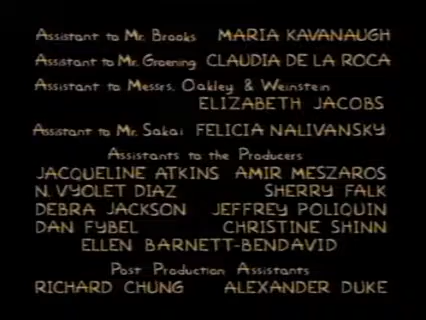 Assistant to Mr. Brooks MARIA KAVANAUGH
Assistant to Mr. Groening CLAUDIA DE LA ROCA
Assistant to Messrs. Oakley & Weinstein
ELIZABETH JACOBS
Assistant to Mr. Sakai FELICIA NALIVANSKY
Assistants to the Producers
JACQUELINE ATKINS AMIR MESZAROS
N. VYOLET DIAZ SHERRY FALK
DEBRA JACKSON JEFFREY POLIQUIN
DAN FYBEL CHRISTINE SHINN
ELLEN BARNETT-BENDAVID
Post Production Assistants
RICHARD CHUNG ALEXANDER DUKE